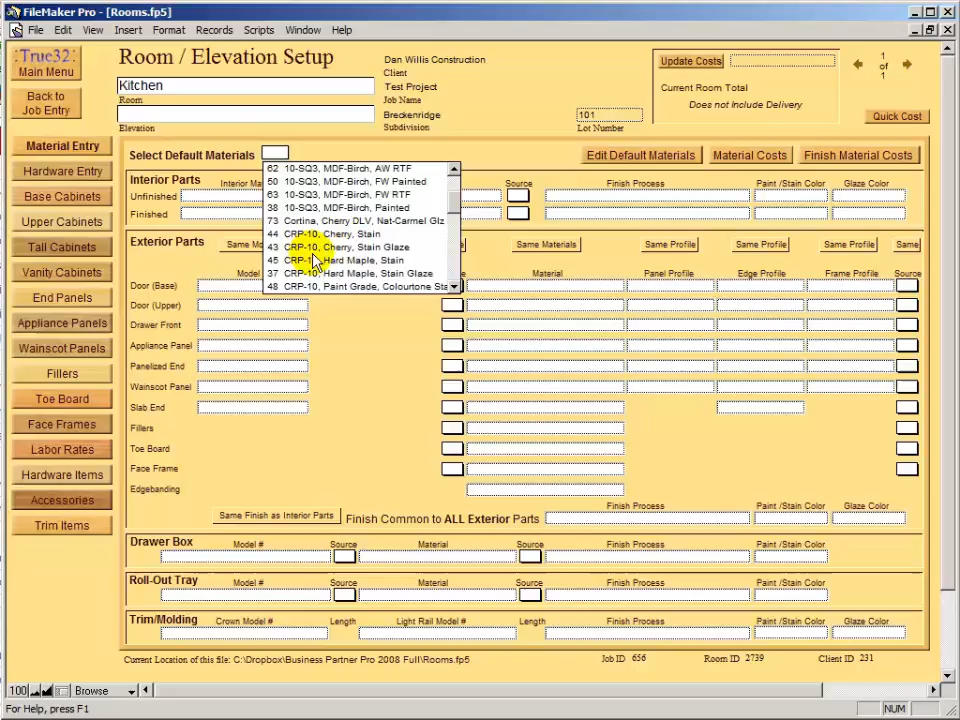 FileMaker Pro - [Rooms.fp5]
File Edit View Insert Format Records Scripts Window Help
True32
Main Menu
Back to
Job Entry
Room / Elevation Setup
Kitchen
Room
Elevation
Dan Willis Construction
Client
Test Project
Job Name
Breckenridge
Subdivision
101
Lot Number
Update Costs
Current Room Total
Does not Include Delivery
1
of
1
Quick Cost
Material Entry
Hardware Entry
Base Cabinets
Upper Cabinets
Tall Cabinets
Vanity Cabinets
End Panels
Appliance Panels
Wainscot Panels
Fillers
Toe Board
Face Frames
Labor Rates
Hardware Items
Accessories
Trim Items
Select Default Materials
Edit Default Materials Material Costs Finish Material Costs
62 10-SQ3, MDF-Birch, AW RTF
50 10-SQ3, MDF-Birch, FW Painted
63 10-SQ3, MDF-Birch, FW RTF
38 10-SQ3, MDF-Birch, Painted
73 Cortina, Cherry DLV, Nat-Carmel Glz
44 CRP-10, Cherry, Stain
43 CRP-10, Cherry, Stain Glaze
45 CRP-10, Hard Maple, Stain
37 CRP-10, Hard Maple, Stain Glaze
48 CRP-10, Paint Grade, Colourtone Sta
Interior Parts Interior Source Finish Process Paint /Stain Color Glaze Color
Unfinished
Finished
Exterior Parts Same Same Materials Same Profile Same Profile Same Profile Same
Model Material Panel Profile Edge Profile Frame Profile Source
Door (Base)
Door (Upper)
Drawer Front
Appliance Panel
Panelized End
Wainscot Panel
Slab End
Fillers
Toe Board
Face Frame
Edgebanding
Finish Process Paint /Stain Color Glaze Color
Same Finish as Interior Parts Finish Common to ALL Exterior Parts
Drawer Box Model # Source Material Source Finish Process Paint /Stain Color
Roll-Out Tray Model # Source Material Source Finish Process Paint /Stain Color
Trim/Molding Crown Model # Length Light Rail Model # Length Finish Process Paint /Stain Color Glaze Color
Current Location of this file: C:\Dropbox\Business Partner Pro 2008 Full\Rooms.fp5 Job ID 656 Room ID 2739 Client ID 231
100 Browse
For Help, press F1 NUM